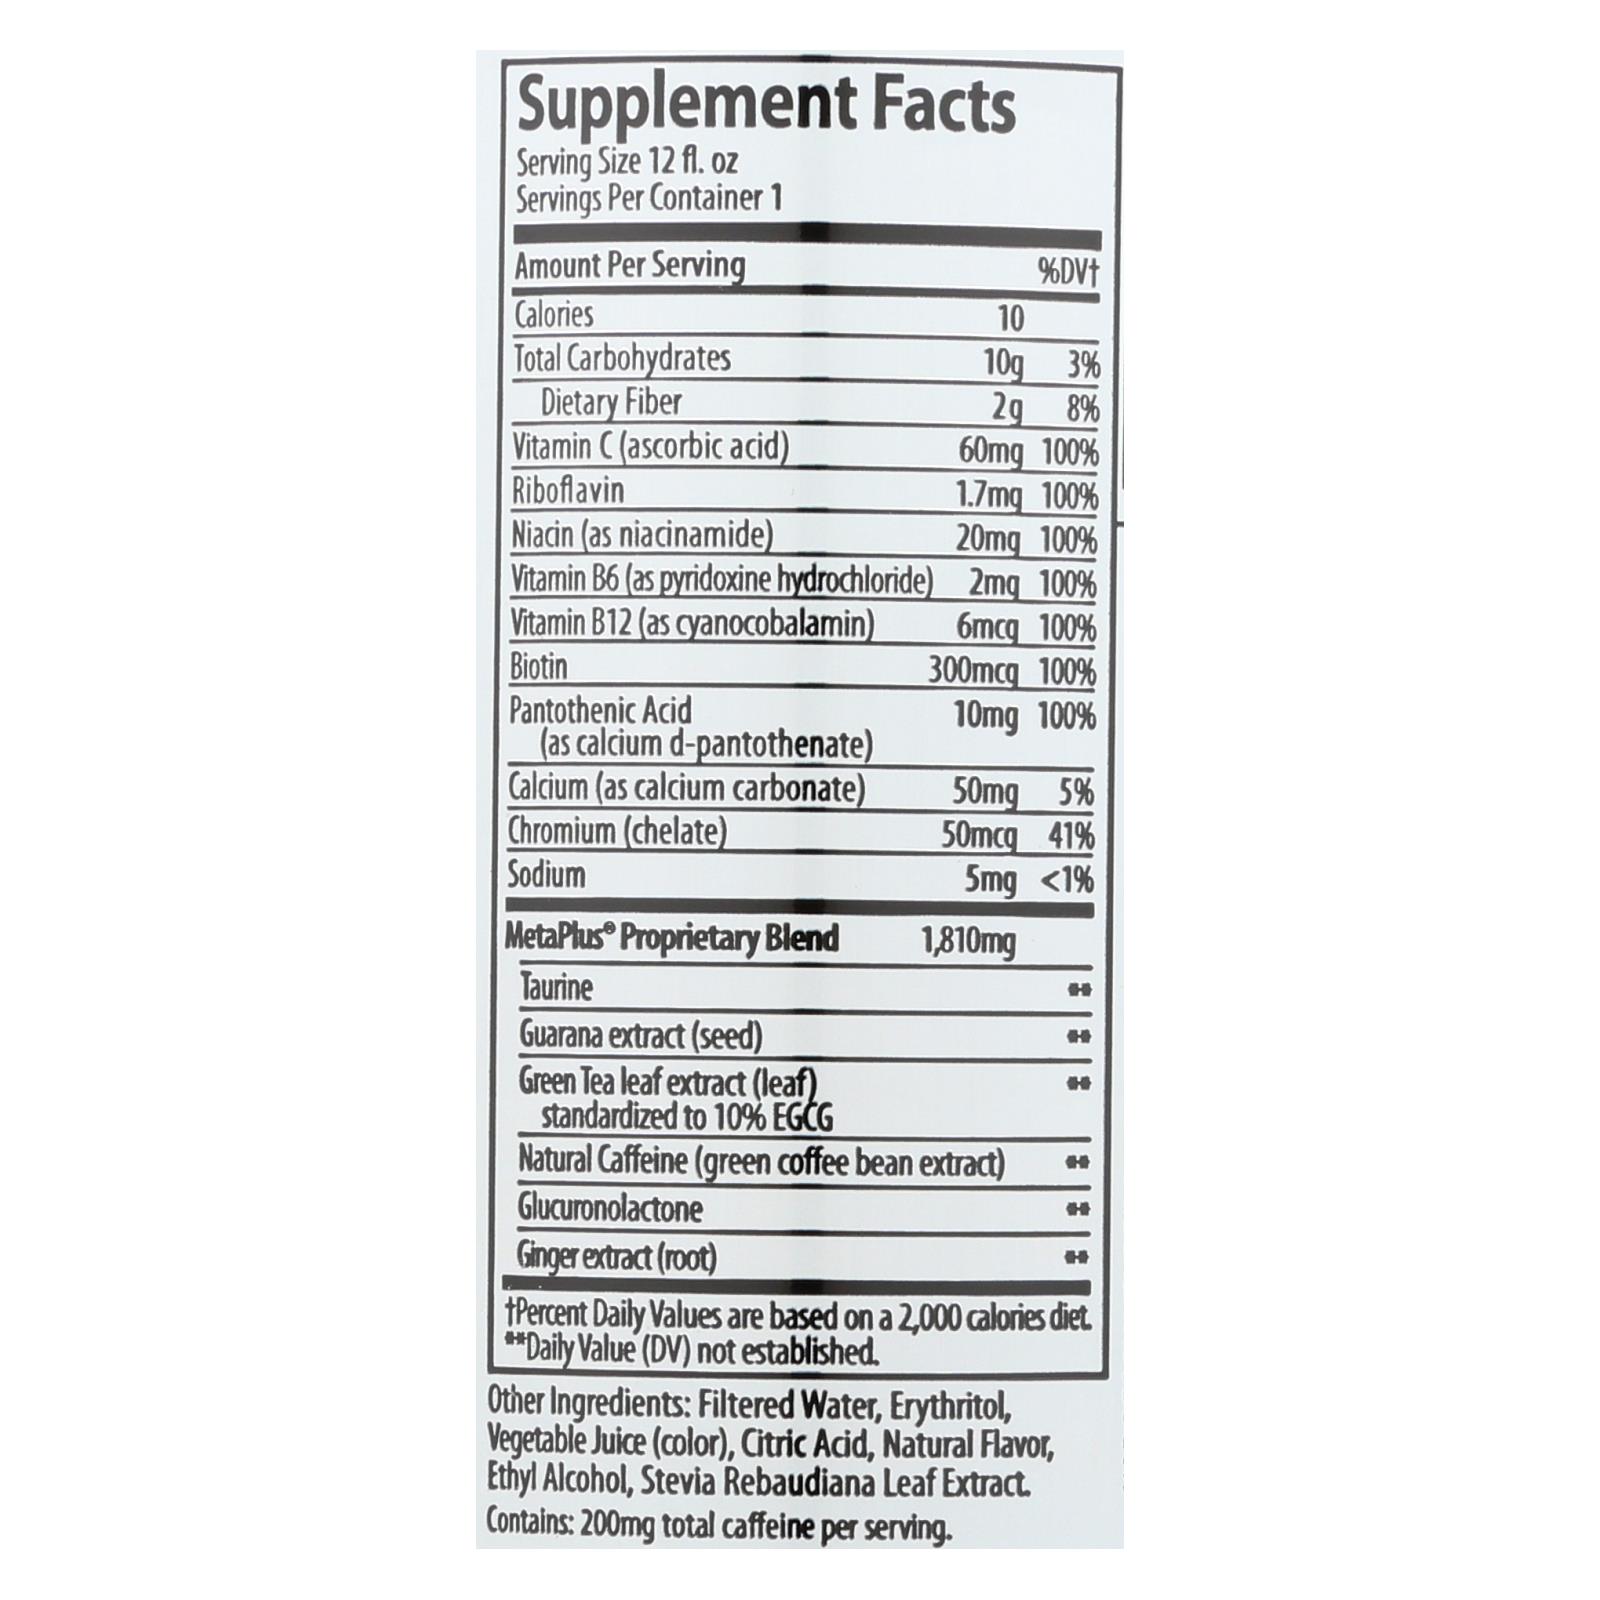 Supplement Facts
Serving Size 12 fl. oz
Servings Per Container 1
Amount Per Serving %DV†
Calories 10
Total Carbohydrates 10g 3%
Dietary Fiber 2g 8%
Vitamin C (ascorbic acid) 60mg 100%
Riboflavin 1.7mg 100%
Niacin (as niacinamide) 20mg 100%
Vitamin B6 (as pyridoxine hydrochloride) 2mg 100%
Vitamin B12 (as cyanocobalamin) 6mcg 100%
Biotin 300mcg 100%
Pantothenic Acid 10mg 100%
(as calcium d-pantothenate)
Calcium (as calcium carbonate) 50mg 5%
Chromium (chelate) 50mcg 41%
Sodium 5mg <1%
MetaPlus® Proprietary Blend 1,810mg
Taurine **
Guarana extract (seed) **
Green Tea leaf extract (leaf) **
standardized to 10% EGCG
Natural Caffeine (green coffee bean extract) **
Glucuronolactone **
Ginger extract (root) **
†Percent Daily Values are based on a 2,000 calories diet.
**Daily Value (DV) not established.
Other Ingredients: Filtered Water, Erythritol,
Vegetable Juice (color), Citric Acid, Natural Flavor,
Ethyl Alcohol, Stevia Rebaudiana Leaf Extract.
Contains: 200mg total caffeine per serving.